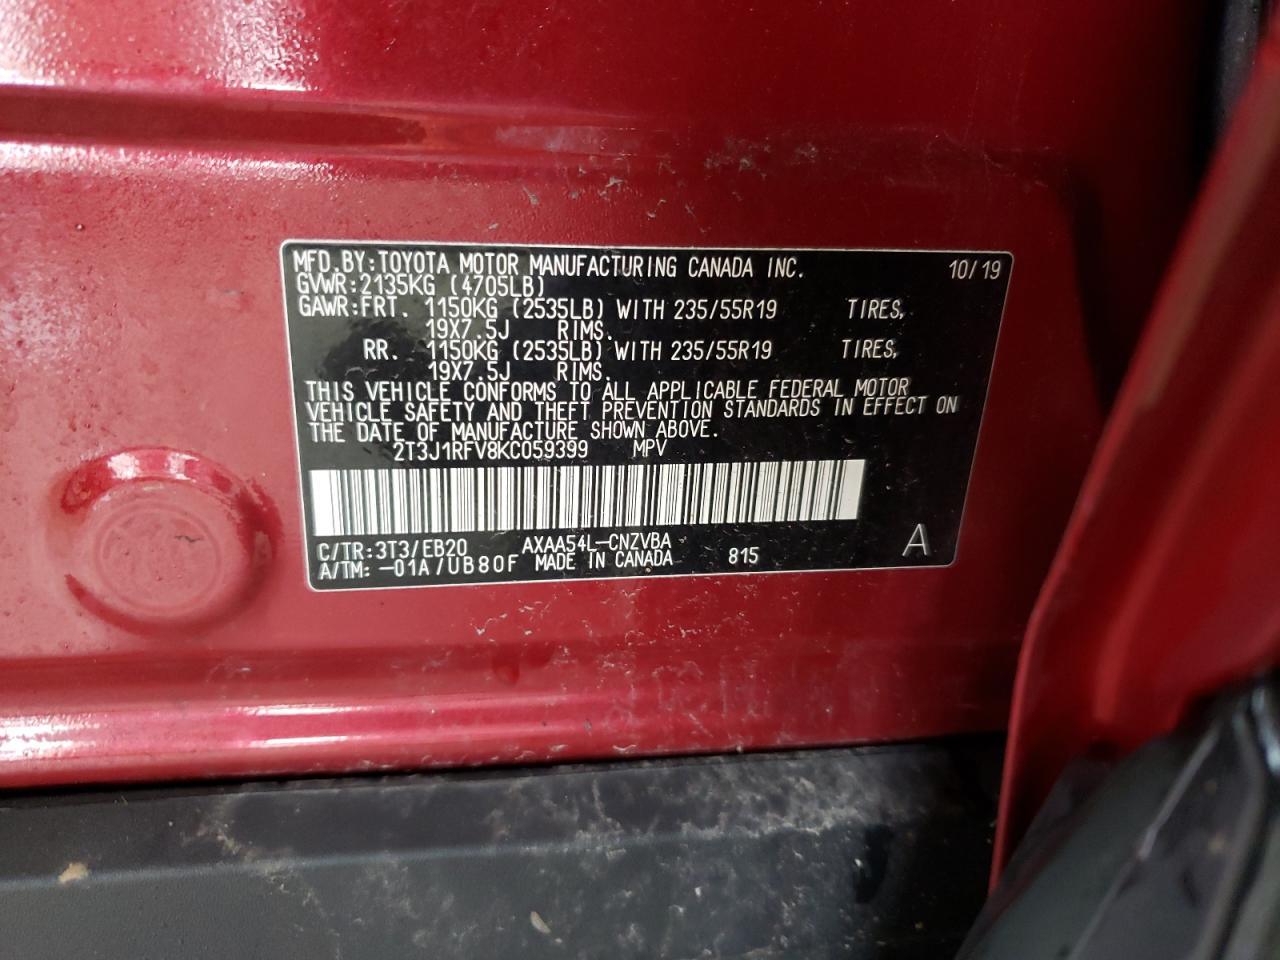 MFD.BY:TOYOTA MOTOR MANUFACTURING CANADA INC. 10/19
GVWR:2135KG (4705LB)
GAWR:FRT. 1150KG (2535LB) WITH 235/55R19 TIRES,
19X7.5J RIMS.
RR. 1150KG (2535LB) WITH 235/55R19 TIRES,
19X7.5J RIMS.
THIS VEHICLE CONFORMS TO ALL APPLICABLE FEDERAL MOTOR
VEHICLE SAFETY AND THEFT PREVENTION STANDARDS IN EFFECT ON
THE DATE OF MANUFACTURE SHOWN ABOVE.
2T3J1RFV8KC059399 MPV
C/TR:3T3/EB20 AXAA54L-CNZVBA
A/TM:-01A/UB80F MADE IN CANADA 815 A